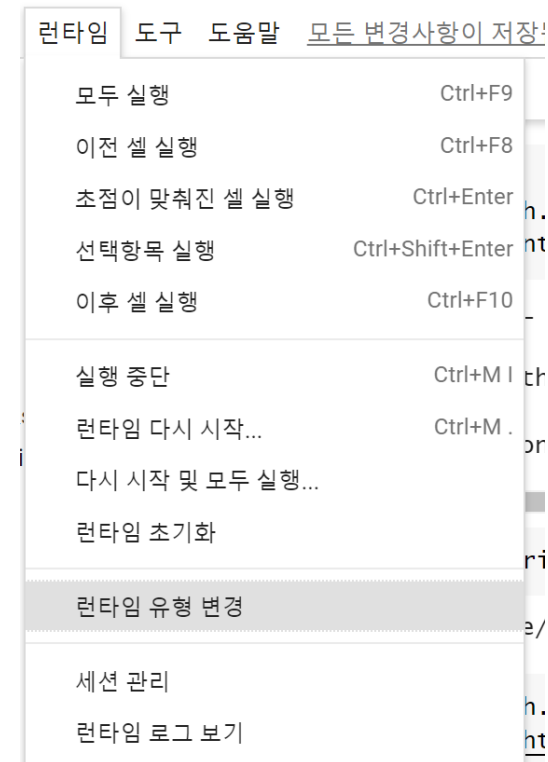 런타임 도구 도움말 모든 변경사항이 저장
모두 실행 Ctrl+F9
이전 셀 실행 Ctrl+F8
초점이 맞춰진 셀 실행 Ctrl+Enter
선택항목 실행 Ctrl+Shift+Enter
이후 셀 실행 Ctrl+F10
실행 중단 Ctrl+M I
런타임 다시 시작... Ctrl+M .
다시 시작 및 모두 실행...
런타임 초기화
런타임 유형 변경
세션 관리
런타임 로그 보기